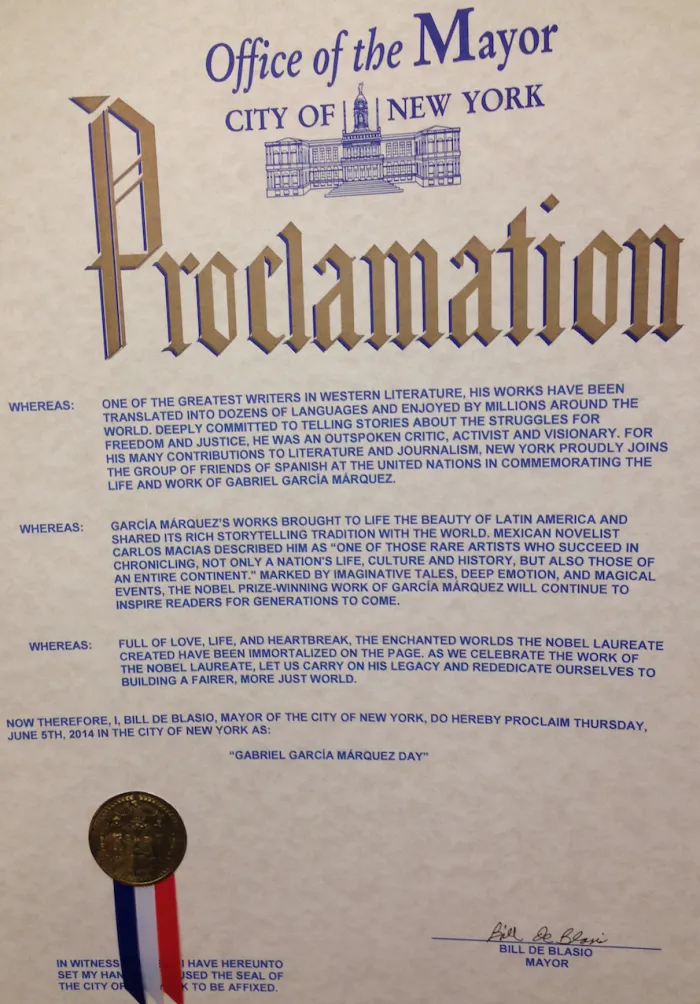 Office of the Mayor
CITY OF NEW YORK
Proclamation
WHEREAS: ONE OF THE GREATEST WRITERS IN WESTERN LITERATURE, HIS WORKS HAVE BEEN
TRANSLATED INTO DOZENS OF LANGUAGES AND ENJOYED BY MILLIONS AROUND THE
WORLD. DEEPLY COMMITTED TO TELLING STORIES ABOUT THE STRUGGLES FOR
FREEDOM AND JUSTICE, HE WAS AN OUTSPOKEN CRITIC, ACTIVIST AND VISIONARY. FOR
HIS MANY CONTRIBUTIONS TO LITERATURE AND JOURNALISM, NEW YORK PROUDLY JOINS
THE GROUP OF FRIENDS OF SPANISH AT THE UNITED NATIONS IN COMMEMORATING THE
LIFE AND WORK OF GABRIEL GARCÍA MÁRQUEZ.
WHEREAS: GARCÍA MÁRQUEZ'S WORKS BROUGHT TO LIFE THE BEAUTY OF LATIN AMERICA AND
SHARED ITS RICH STORYTELLING TRADITION WITH THE WORLD. MEXICAN NOVELIST
CARLOS MACIAS DESCRIBED HIM AS "ONE OF THOSE RARE ARTISTS WHO SUCCEED IN
CHRONICLING, NOT ONLY A NATION'S LIFE, CULTURE AND HISTORY, BUT ALSO THOSE OF
AN ENTIRE CONTINENT." MARKED BY IMAGINATIVE TALES, DEEP EMOTION, AND MAGICAL
EVENTS, THE NOBEL PRIZE-WINNING WORK OF GARCÍA MÁRQUEZ WILL CONTINUE TO
INSPIRE READERS FOR GENERATIONS TO COME.
WHEREAS: FULL OF LOVE, LIFE, AND HEARTBREAK, THE ENCHANTED WORLDS THE NOBEL LAUREATE
CREATED HAVE BEEN IMMORTALIZED ON THE PAGE. AS WE CELEBRATE THE WORK OF
THE NOBEL LAUREATE, LET US CARRY ON HIS LEGACY AND REDEDICATE OURSELVES TO
BUILDING A FAIRER, MORE JUST WORLD.
NOW THEREFORE, I, BILL DE BLASIO, MAYOR OF THE CITY OF NEW YORK, DO HEREBY PROCLAIM THURSDAY,
JUNE 5TH, 2014 IN THE CITY OF NEW YORK AS:
"GABRIEL GARCÍA MÁRQUEZ DAY"
Bill de Blasio
BILL DE BLASIO
MAYOR
IN WITNESS I HAVE HEREUNTO
SET MY USED THE SEAL OF
THE CITY TO BE AFFIXED.